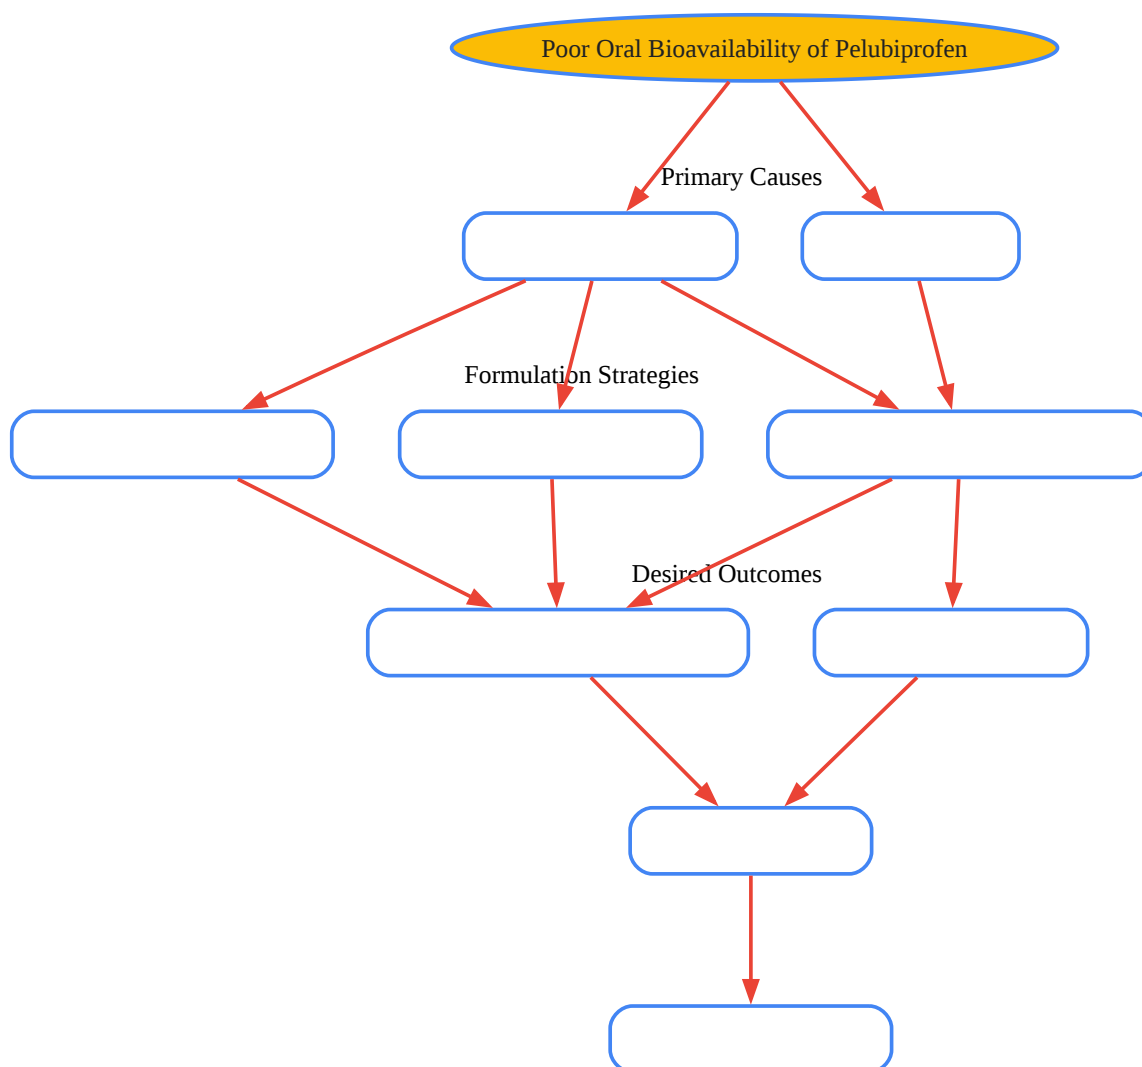 Poor Oral Bioavailability of Pelubiprofen
Primary Causes
Formulation Strategies
Desired Outcomes